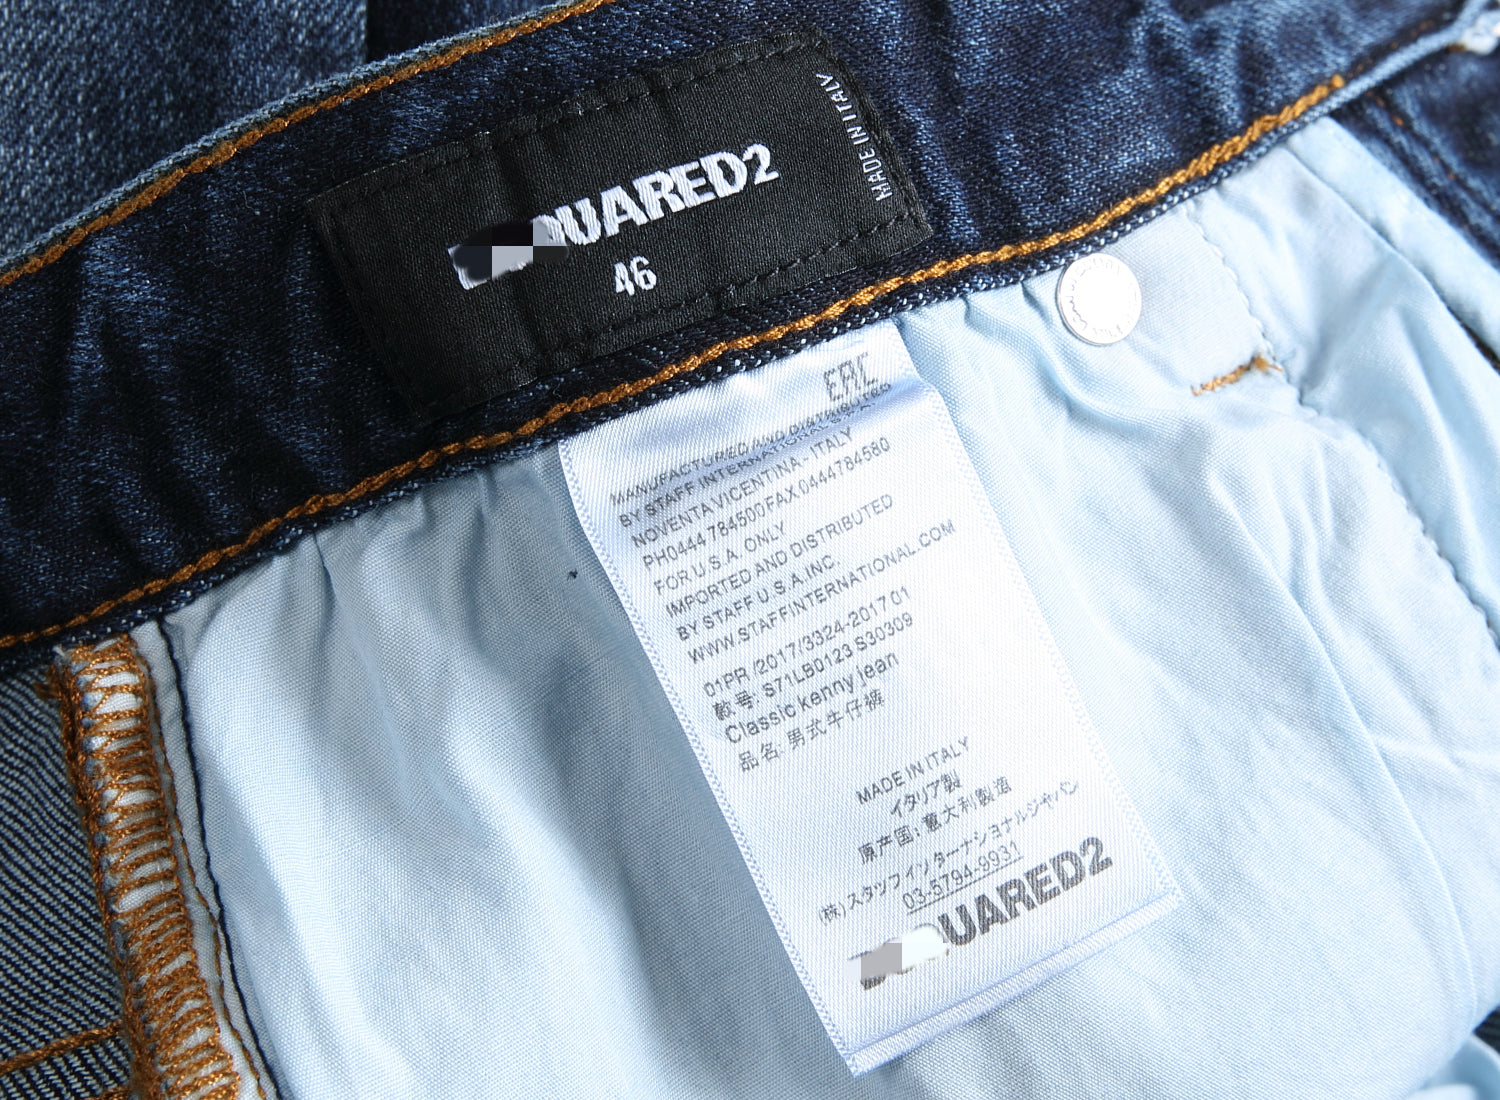 MADE IN ITALY
UARED2
46
EAC
MANUFACTURED AND DISTRIBUTED
BY STAFF INTERNATIONAL S.P.A.
NOVENTA VICENTINA - ITALY
PH0444 784500 FAX 0444784580
FOR U.S.A. ONLY
IMPORTED AND DISTRIBUTED
BY STAFF U.S.A. INC.
WWW.STAFFINTERNATIONAL.COM
01PR /2017/3324-2017 01
款号: S71LB0123 S30309
Classic kenny jean
品名: 男式牛仔裤
MADE IN ITALY
イタリア製
原产国: 意大利製造
(株)スタッフインターナショナルジャパン
03-5794-9931
UARED2